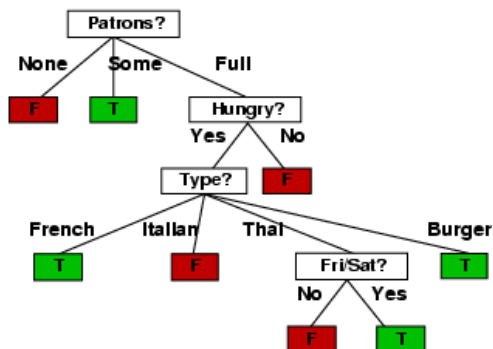 Patrons?
None Some Full
F T Hungry?
Yes No
Type? F
French Italian Thai Burger
T F Fri/Sat? T
No Yes
F T